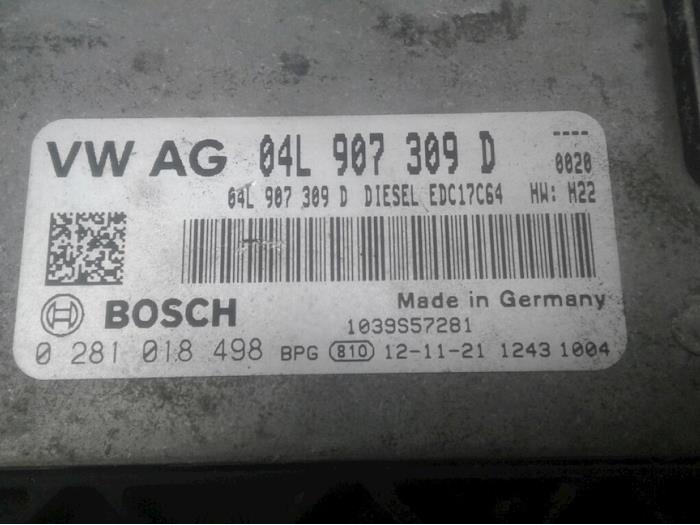 VW AG 04L 907 309 D ----
0020
04L 907 309 D DIESEL EDC17C64 HW: H22
BOSCH Made in Germany
1039S57281
0 281 018 498 BPG 810 12-11-21 1243 1004